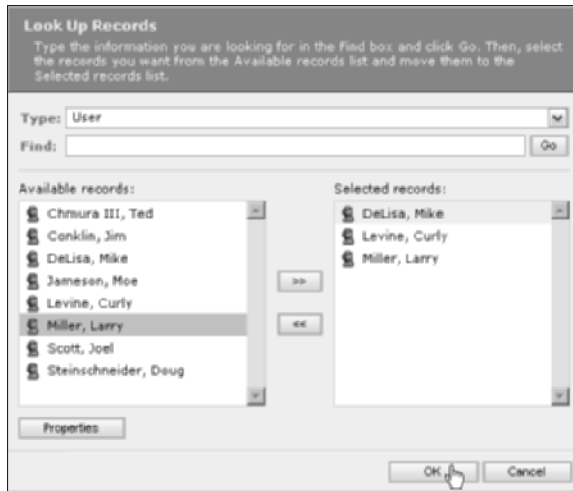 Look Up Records
Type the information you are looking for in the Find box and click Go. Then, select
the records you want from the Available records list and move them to the
Selected records list.
Type: User
Find: Go
Available records:
Chmura III, Ted
Conklin, Jim
DeLisa, Mike
Jameson, Moe
Levine, Curly
Miller, Larry
Scott, Joel
Steinschneider, Doug
>>
<<
Selected records:
DeLisa, Mike
Levine, Curly
Miller, Larry
Properties
OK Cancel